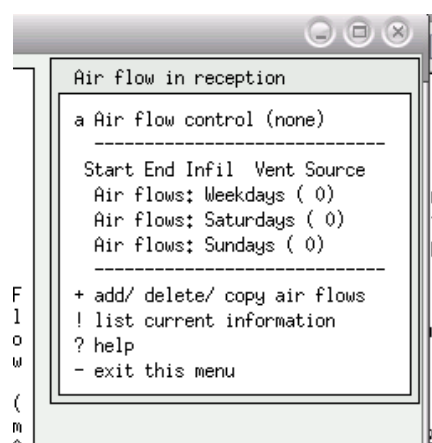 Air flow in reception
a Air flow control (none)
-----------------------------
Start End Infil Vent Source
Air flows: Weekdays ( 0)
Air flows: Saturdays ( 0)
Air flows: Sundays ( 0)
-----------------------------
+ add/ delete/ copy air flows
! list current information
? help
- exit this menu
F
l
o
w
(
m